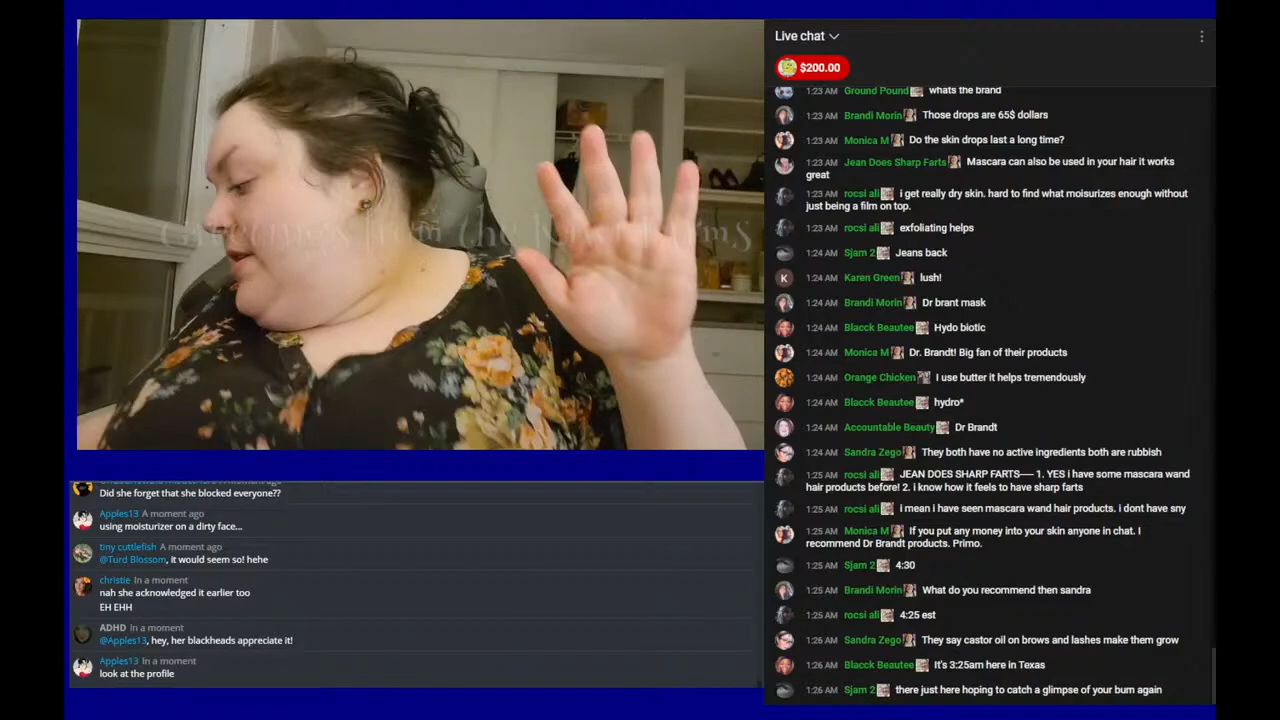 Live chat
$200.00
1:23 AM Ground Pound whats the brand
1:23 AM Brandi Morin Those drops are 65$ dollars
1:23 AM Monica M Do the skin drops last a long time?
1:23 AM Jean Does Sharp Farts Mascara can also be used in your hair it works
great
1:23 AM rocsi ali i get really dry skin. hard to find what moisurizes enough without
just being a film on top.
1:23 AM rocsi ali exfoliating helps
1:24 AM Sjam 2 Jeans back
K 1:24 AM Karen Green lush!
1:24 AM Brandi Morin Dr brant mask
1:24 AM Blacck Beautee Hydo biotic
1:24 AM Monica M Dr. Brandt! Big fan of their products
1:24 AM Orange Chicken I use butter it helps tremendously
1:24 AM Blacck Beautee hydro*
1:24 AM Accountable Beauty Dr Brandt
1:24 AM Sandra Zego They both have no active ingredients both are rubbish
1:25 AM rocsi ali JEAN DOES SHARP FARTS---- 1. YES i have some mascara wand
hair products before! 2. i know how it feels to have sharp farts
1:25 AM rocsi ali i mean i have seen mascara wand hair products. i dont have sny
1:25 AM Monica M If you put any money into your skin anyone in chat. I
recommend Dr Brandt products. Primo.
1:25 AM Sjam 2 4:30
1:25 AM Brandi Morin What do you recommend then sandra
1:25 AM rocsi ali 4:25 est
1:26 AM Sandra Zego They say castor oil on brows and lashes make them grow
1:26 AM Blacck Beautee It's 3:25am here in Texas
1:26 AM Sjam 2 there just here hoping to catch a glimpse of your bum again
from the
Did she forget that she blocked everyone??
Apples13 A moment ago
using moisturizer on a dirty face...
tiny cuttlefish A moment ago
@Turd Blossom, it would seem so! hehe
christie In a moment
nah she acknowledged it earlier too
EH EHH
ADHD In a moment
@Apples13, hey, her blackheads appreciate it!
Apples13 In a moment
look at the profile